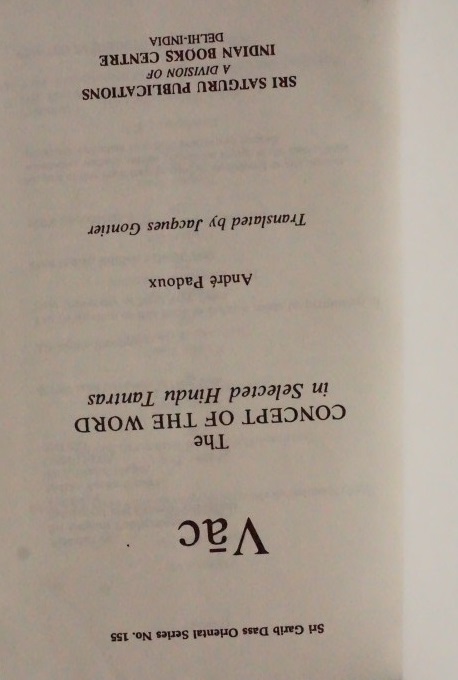 Sri Garib Dass Oriental Series No. 155
Vāc
The
CONCEPT OF THE WORD
in Selected Hindu Tantras
André Padoux
Translated by Jacques Gontier
SRI SATGURU PUBLICATIONS
A DIVISION OF
INDIAN BOOKS CENTRE
DELHI-INDIA